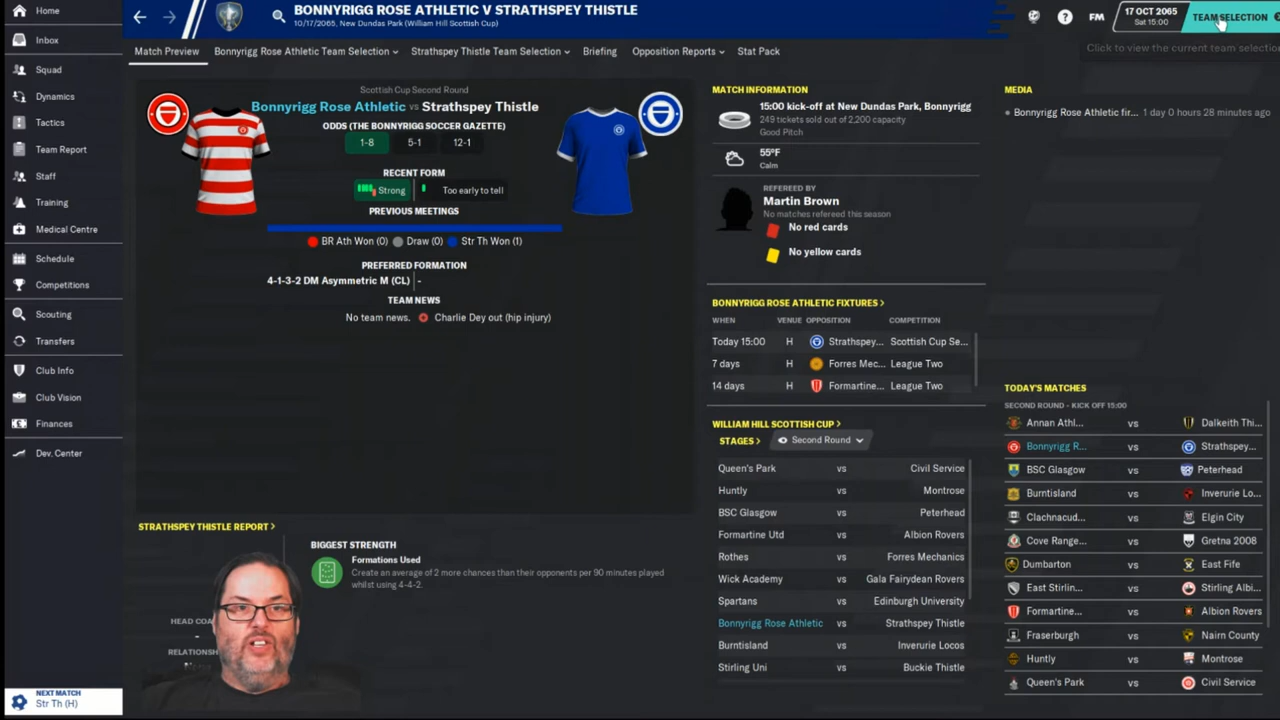 Home
Inbox
Squad
Dynamics
Tactics
Team Report
Staff
Training
Medical Centre
Schedule
Competitions
Scouting
Transfers
Club Info
Club Vision
Finances
Dev. Center
NEXT MATCH
Str Th (H)
BONNYRIGG ROSE ATHLETIC V STRATHSPEY THISTLE
10/17/2065, New Dundas Park (William Hill Scottish Cup)
FM
17 OCT 2065
Sat 15:00
TEAM SELECTION
Click to view the current team selectio
Match Preview
Bonnyrigg Rose Athletic Team Selection
Strathspey Thistle Team Selection
Briefing
Opposition Reports
Stat Pack
Scottish Cup Second Round
Bonnyrigg Rose Athletic vs Strathspey Thistle
ODDS (THE BONNYRIGG SOCCER GAZETTE)
1-8 5-1 12-1
RECENT FORM
Strong Too early to tell
PREVIOUS MEETINGS
BR Ath Won (0) Draw (0) Str Th Won (1)
PREFERRED FORMATION
4-1-3-2 DM Asymmetric M (CL) -
TEAM NEWS
No team news. Charlie Dey out (hip injury)
STRATHSPEY THISTLE REPORT >
HEAD COA
-
RELATIONS
BIGGEST STRENGTH
Formations Used
Create an average of 2 more chances than their opponents per 90 minutes played
whilst using 4-4-2.
MATCH INFORMATION
15:00 kick-off at New Dundas Park, Bonnyrigg
249 tickets sold out of 2,200 capacity
Good Pitch
55°F
Calm
REFEREED BY
Martin Brown
No matches refereed this season
No red cards
No yellow cards
BONNYRIGG ROSE ATHLETIC FIXTURES >
WHEN VENUE OPPOSITION COMPETITION
Today 15:00 H Strathspey... Scottish Cup Se...
7 days H Forres Mec... League Two
14 days H Formartine... League Two
WILLIAM HILL SCOTTISH CUP >
STAGES > Second Round
Queen's Park vs Civil Service
Huntly vs Montrose
BSC Glasgow vs Peterhead
Formartine Utd vs Albion Rovers
Rothes vs Forres Mechanics
Wick Academy vs Gala Fairydean Rovers
Spartans vs Edinburgh University
Bonnyrigg Rose Athletic vs Strathspey Thistle
Burntisland vs Inverurie Locos
Stirling Uni vs Buckie Thistle
MEDIA
Bonnyrigg Rose Athletic fir... 1 day 0 hours 28 minutes ago
TODAY'S MATCHES
SECOND ROUND - KICK OFF 15:00
Annan Athl... vs Dalkeith Thi...
Bonnyrigg R... vs Strathspey...
BSC Glasgow vs Peterhead
Burntisland vs Inverurie Lo...
Clachnacud... vs Elgin City
Cove Range... vs Gretna 2008
Dumbarton vs East Fife
East Stirlin... vs Stirling Albi...
Formartine... vs Albion Rovers
Fraserburgh vs Nairn County
Huntly vs Montrose
Queen's Park vs Civil Service